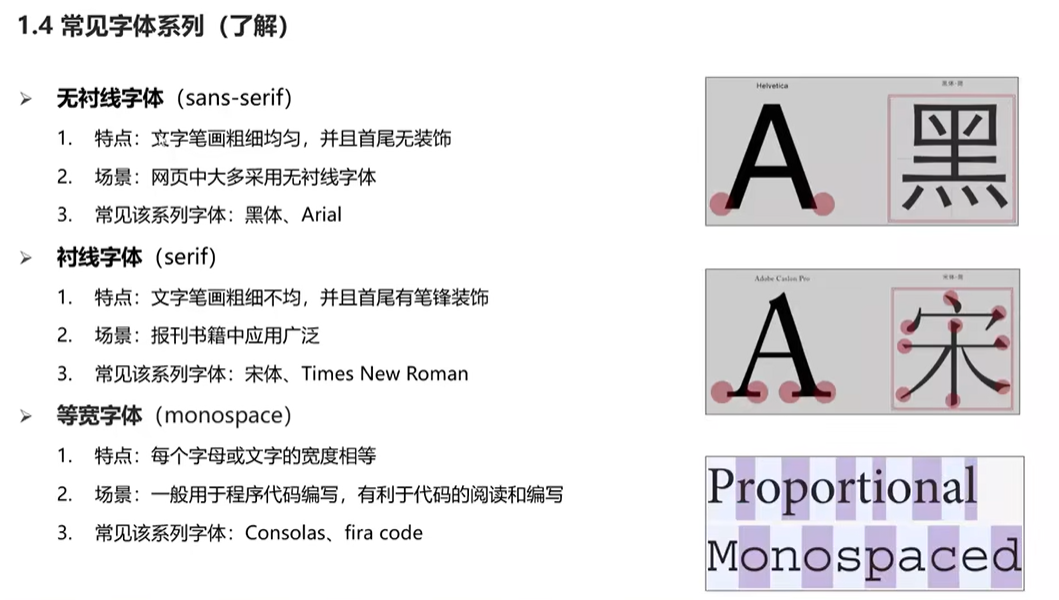 1.4 常见字体系列（了解）
➢ 无衬线字体（sans-serif）
1. 特点：文字笔画粗细均匀，并且首尾无装饰
2. 场景：网页中大多采用无衬线字体
3. 常见该系列字体：黑体、Arial
➢ 衬线字体（serif）
1. 特点：文字笔画粗细不均，并且首尾有笔锋装饰
2. 场景：报刊书籍中应用广泛
3. 常见该系列字体：宋体、Times New Roman
➢ 等宽字体（monospace）
1. 特点：每个字母或文字的宽度相等
2. 场景：一般用于程序代码编写，有利于代码的阅读和编写
3. 常见该系列字体：Consolas、fira code
Helvetica
黑体-简
A
黑
Adobe Caslon Pro
宋体-简
A
宋
Proportional
Monospaced